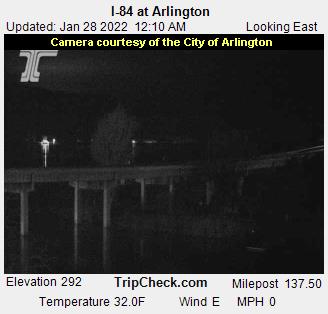 I-84 at Arlington
Updated: Jan 28 2022 12:10 AM Looking East
Camera courtesy of the City of Arlington
Elevation 292 TripCheck.com Milepost 137.50
Temperature 32.0F Wind E MPH 0